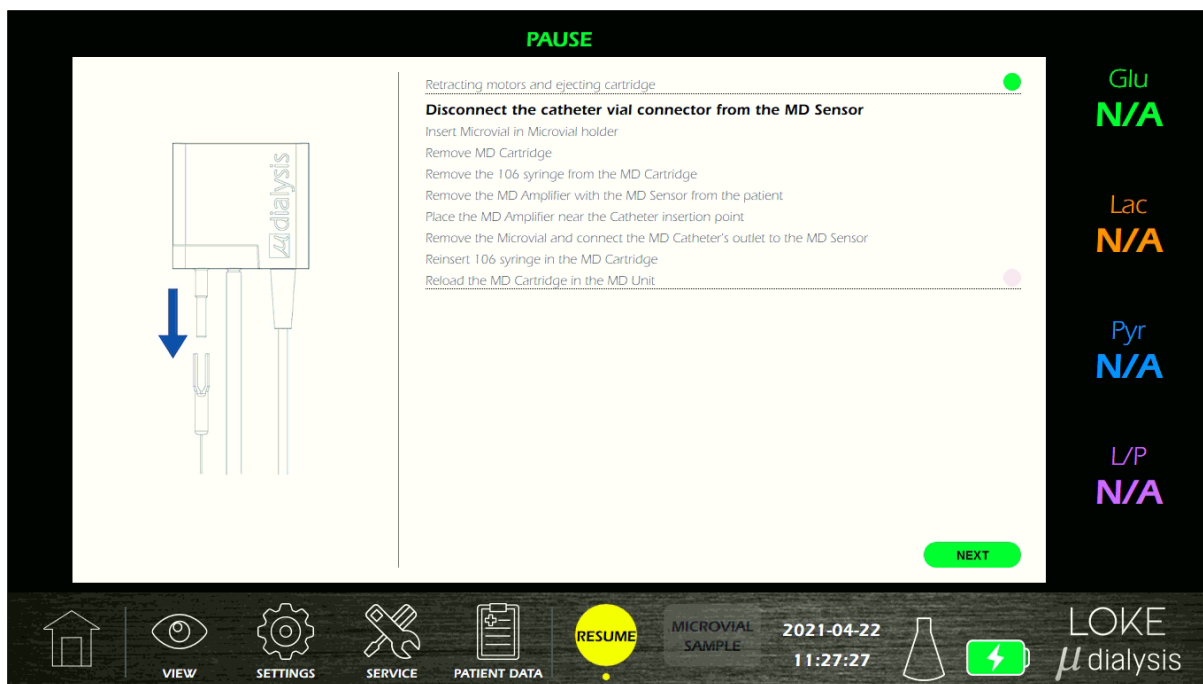 PAUSE
Retracting motors and ejecting cartridge
Disconnect the catheter vial connector from the MD Sensor
Insert Microvial in Microvial holder
Remove MD Cartridge
Remove the 106 syringe from the MD Cartridge
Remove the MD Amplifier with the MD Sensor from the patient
Place the MD Amplifier near the Catheter insertion point
Remove the Microvial and connect the MD Catheter's outlet to the MD Sensor
Reinsert 106 syringe in the MD Cartridge
Reload the MD Cartridge in the MD Unit
μdialysis
NEXT
Glu
N/A
Lac
N/A
Pyr
N/A
L/P
N/A
VIEW
SETTINGS
SERVICE
PATIENT DATA
RESUME
MICROVIAL
SAMPLE
2021-04-22
11:27:27
LOKE
μ dialysis